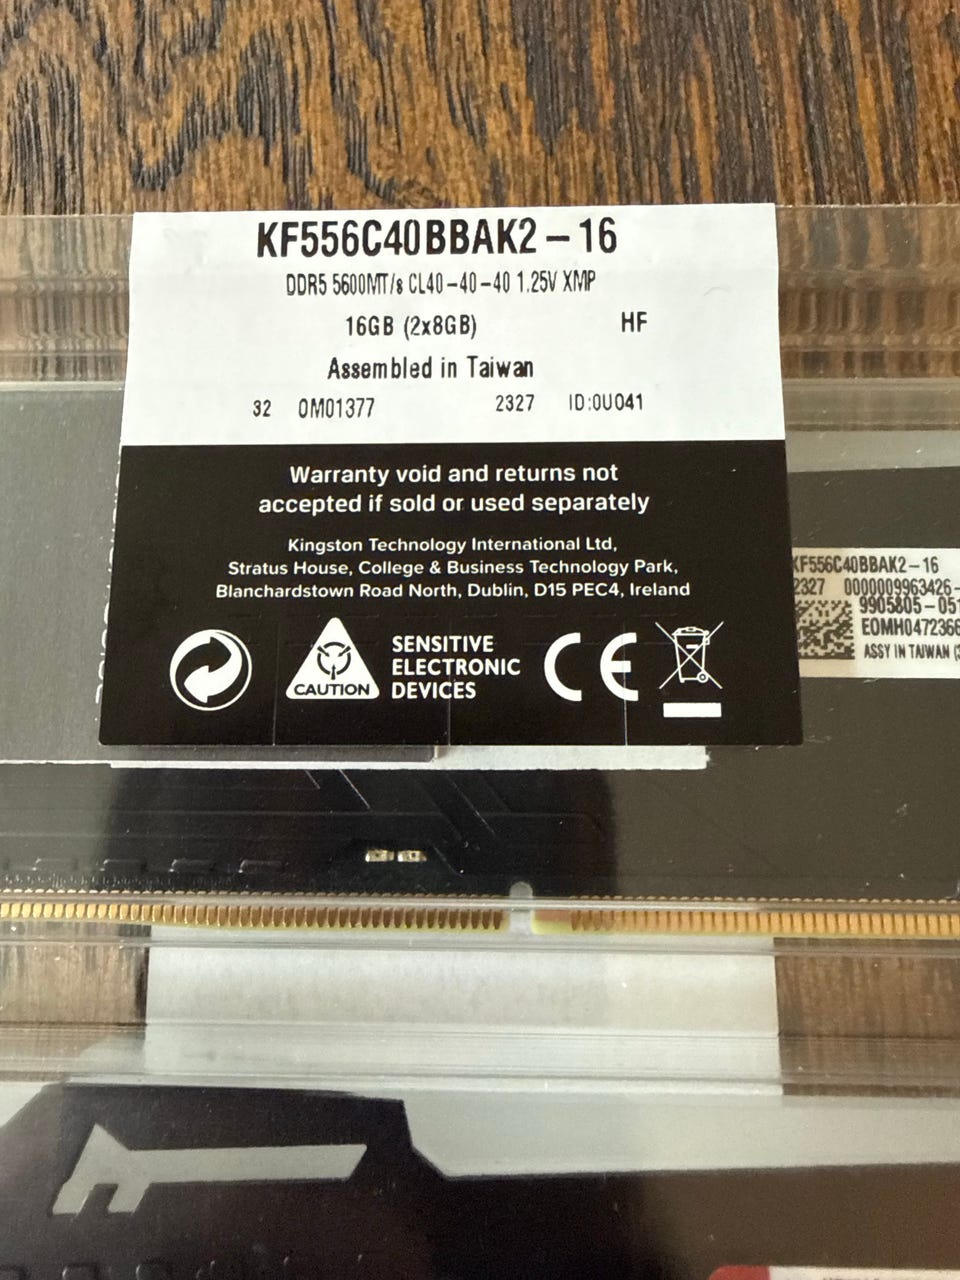 KF556C40BBAK2-16
DDR5 5600MT/s CL40-40-40 1.25V XMP
16GB (2x8GB) HF
Assembled in Taiwan
32 0M01377 2327 ID:0U041
Warranty void and returns not
accepted if sold or used separately
Kingston Technology International Ltd,
Stratus House, College & Business Technology Park,
Blanchardstown Road North, Dublin, D15 PEC4, Ireland
CAUTION
SENSITIVE
ELECTRONIC
DEVICES
CE
KF556C40BBAK2-16
2327 0000009963426-
9905805-051
EOMH0472366
ASSY IN TAIWAN (3